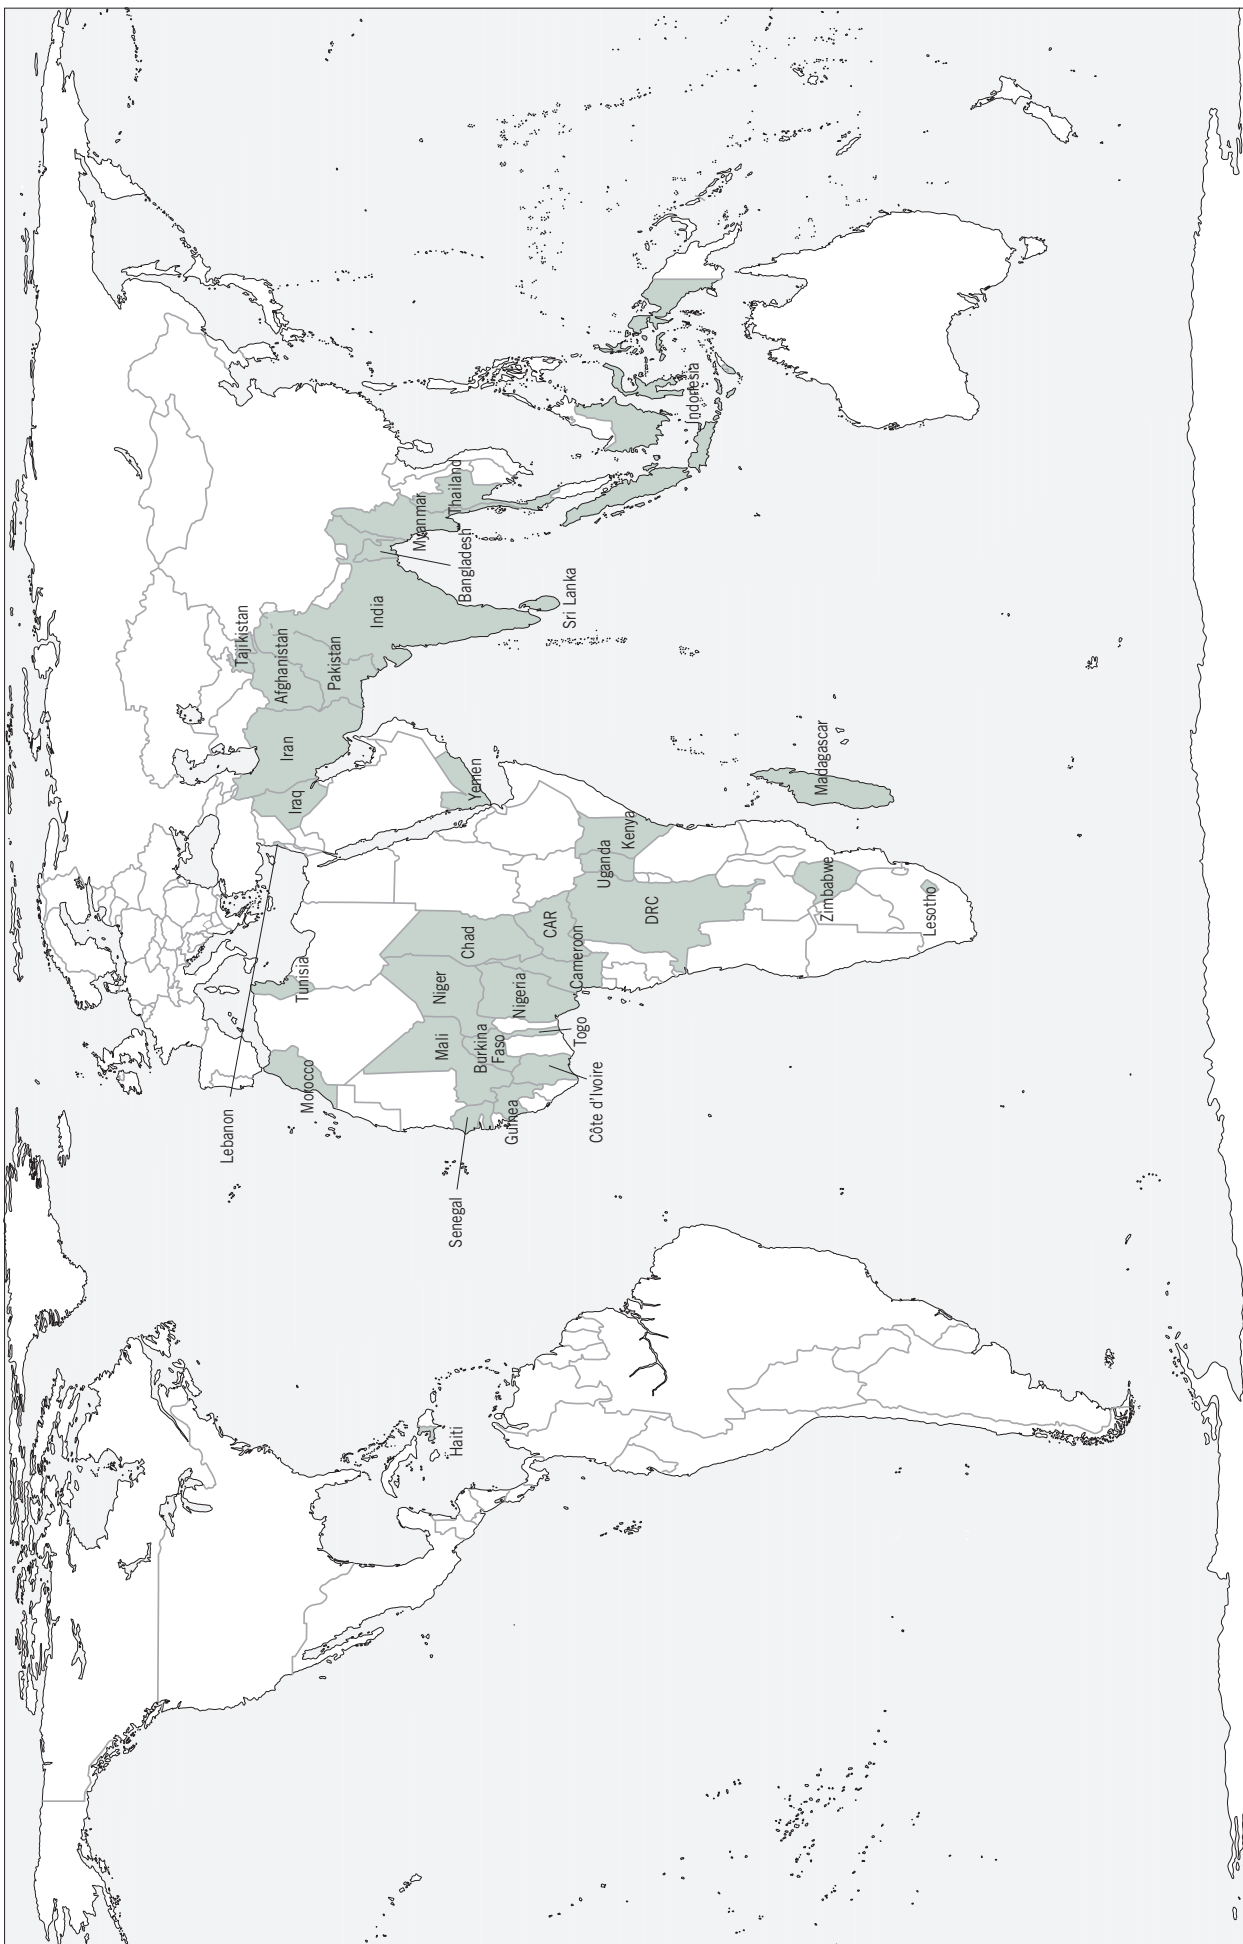 Haiti
Lebanon
Senegal
Morocco
Tunisia
Mali
Niger
Chad
Burkina
Faso
Nigeria
Guinea
Côte d'Ivoire
Togo
Cameroon
CAR
DRC
Uganda
Kenya
Zimbabwe
Lesotho
Madagascar
Iraq
Iran
Yemen
Tajikistan
Afghanistan
Pakistan
India
Sri Lanka
Bangladesh
Myanmar
Thailand
Indonesia